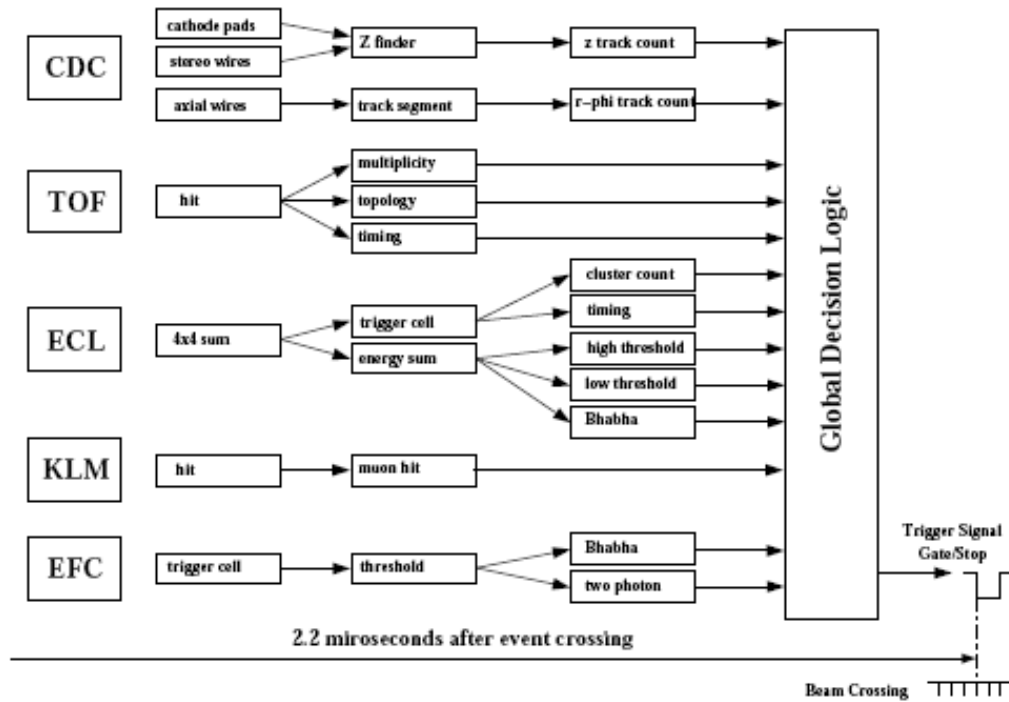 CDC
cathode pads
stereo wires
axial wires
Z finder
track segment
z track count
r-phi track count
TOF
hit
multiplicity
topology
timing
ECL
4x4 sum
trigger cell
energy sum
cluster count
timing
high threshold
low threshold
Bhabha
KLM
hit
muon hit
EFC
trigger cell
threshold
Bhabha
two photon
Global Decision Logic
Trigger Signal
Gate/Stop
2.2 miroseconds after event crossing
Beam Crossing